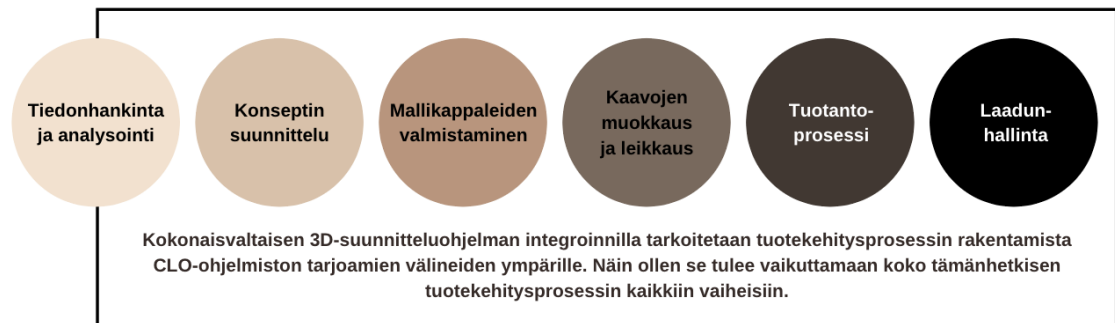 Tiedonhankinta
ja analysointi
Konseptin
suunnittelu
Mallikappaleiden
valmistaminen
Kaavojen
muokkaus
ja leikkaus
Tuotanto-
prosessi
Laadun-
hallinta
Kokonaisvaltaisen 3D-suunnitteluohjelman integroinnilla tarkoitetaan tuotekehitysprosessin rakentamista
CLO-ohjelmiston tarjoamien välineiden ympärille. Näin ollen se tulee vaikuttamaan koko tämänhetkisen
tuotekehitysprosessin kaikkiin vaiheisiin.